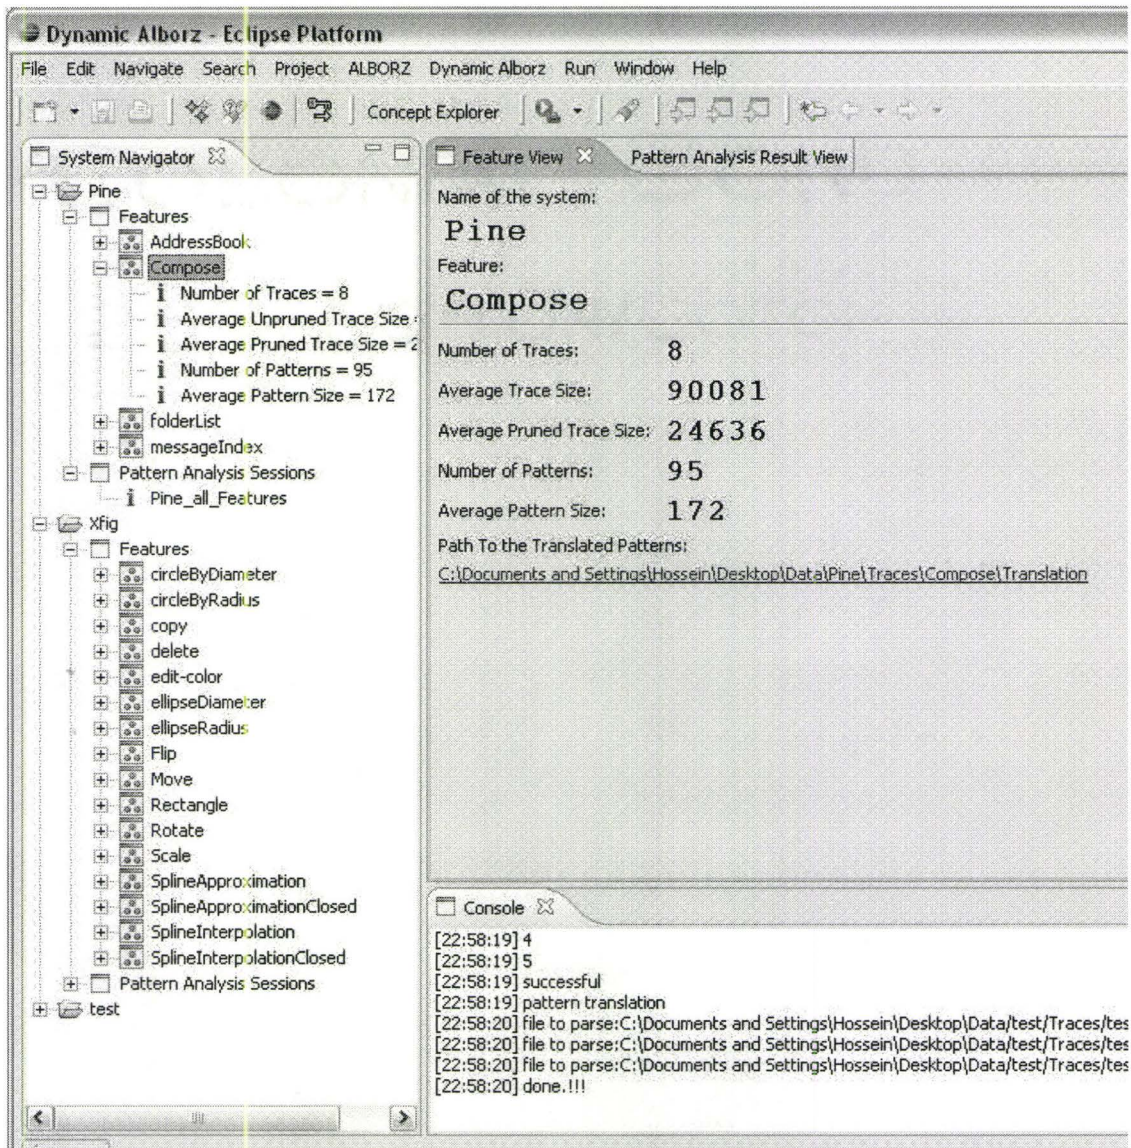 Dynamic Alborz - Eclipse Platform
File Edit Navigate Search Project ALBORZ Dynamic Alborz Run Window Help
Concept Explorer
System Navigator
Pine
Features
AddressBook
Compose
Number of Traces = 8
Average Unpruned Trace Size
Average Pruned Trace Size = 2
Number of Patterns = 95
Average Pattern Size = 172
folderList
messageIndex
Pattern Analysis Sessions
Pine_all_Features
Xfig
Features
circleByDiameter
circleByRadius
copy
delete
edit-color
ellipseDiameter
ellipseRadius
Flip
Move
Rectangle
Rotate
Scale
SplineApproximation
SplineApproximationClosed
SplineInterpolation
SplineInterpolationClosed
Pattern Analysis Sessions
test
Feature View Pattern Analysis Result View
Name of the system:
Pine
Feature:
Compose
Number of Traces: 8
Average Trace Size: 90081
Average Pruned Trace Size: 24636
Number of Patterns: 95
Average Pattern Size: 172
Path To the Translated Patterns:
C:\Documents and Settings\Hossein\Desktop\Data\Pine\Traces\Compose\Translation
Console
[22:58:19] 4
[22:58:19] 5
[22:58:19] successful
[22:58:19] pattern translation
[22:58:20] file to parse:C:\Documents and Settings\Hossein\Desktop\Data/test/Traces/tes
[22:58:20] file to parse:C:\Documents and Settings\Hossein\Desktop\Data/test/Traces/tes
[22:58:20] file to parse:C:\Documents and Settings\Hossein\Desktop\Data/test/Traces/tes
[22:58:20] done.!!!